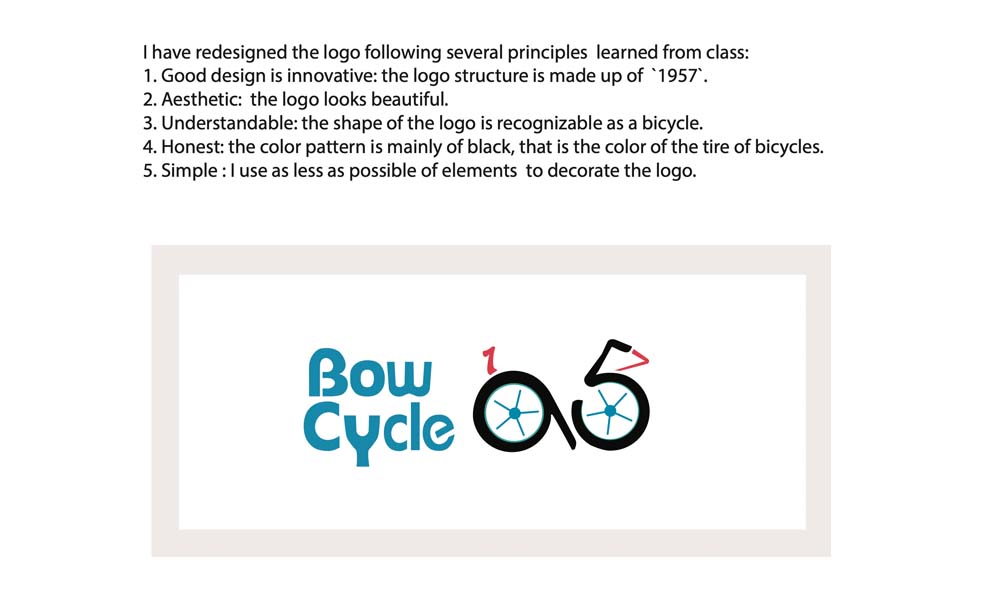 I have redesigned the logo following several principles  learned from class:
1. Good design is innovative: the logo structure is made up of  `1957`.
2. Aesthetic:  the logo looks beautiful.
3. Understandable: the shape of the logo is recognizable as a bicycle.
4. Honest: the color pattern is mainly of black, that is the color of the tire of bicycles.
5. Simple : I use as less as possible of elements  to decorate the logo.
Bow
Cycle
1957